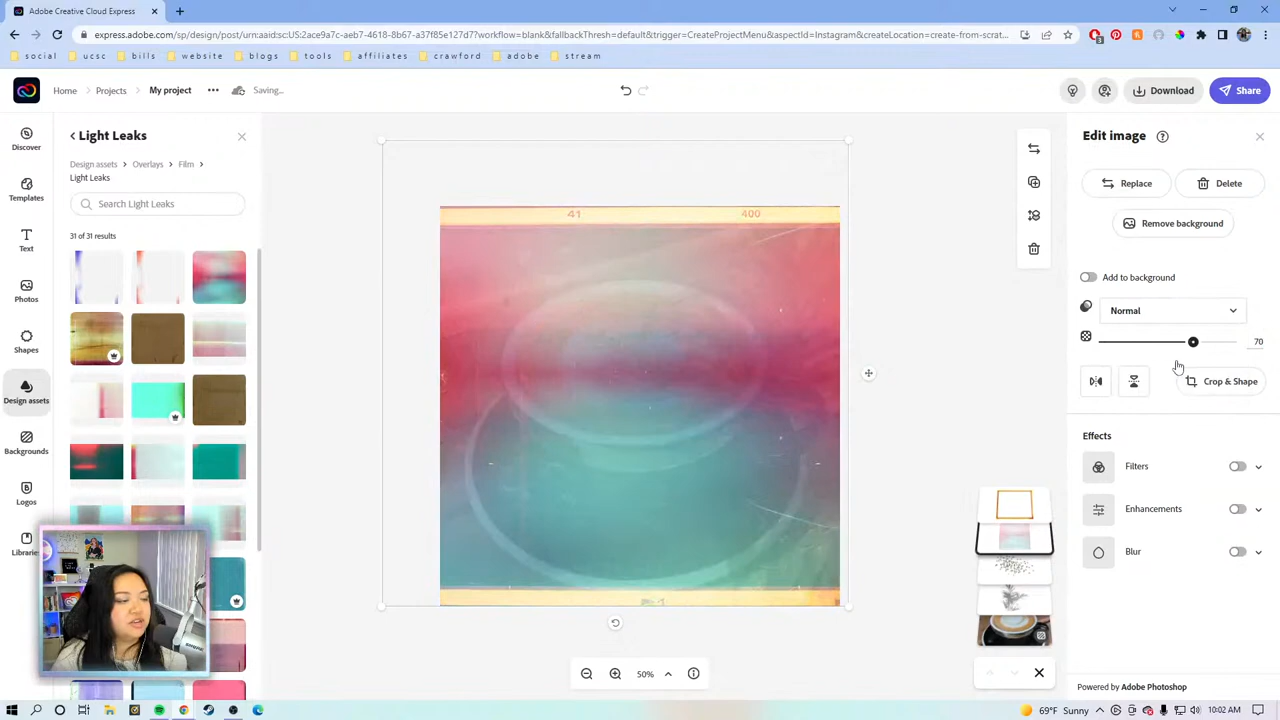 Adobe Creative Cloud Express
express.adobe.com/sp/design/post/urn:aaid:sc:US:2ace9a7c-aeb7-4618-8b67-a37f85e127d7?workflow=blank&fallbackThresh=default&trigger=CreateProjectMenu&aspectId=Instagram&createLocation=create-from-scrat...
social
ucsc
bills
website
blogs
tools
affiliates
crawford
adobe
stream
Home
Projects
My project
Saving...
Download
Share
Discover
Templates
Text
Photos
Shapes
Design assets
Backgrounds
Logos
Light Leaks
Design assets > Overlays > Film >
Light Leaks
Search Light Leaks
31 of 31 results
41
400
50%
Edit image
Replace
Delete
Remove background
Add to background
Normal
70
Crop & Shape
Effects
Filters
Enhancements
Blur
Powered by Adobe Photoshop
69°F Sunny
10:02 AM